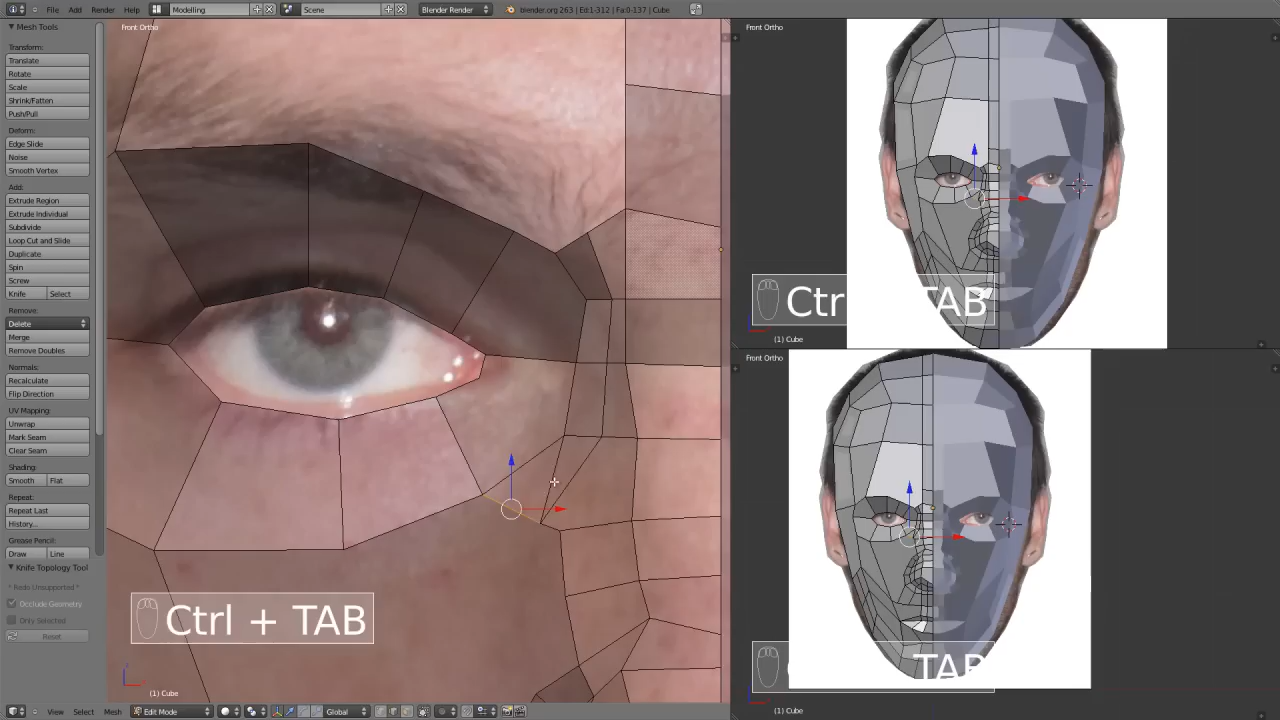 File Add Render Help Modelling Scene Blender Render blender.org 263 | Ed:1-312 | Fa:0-137 | Cube
Mesh Tools
Transform:
Translate
Rotate
Scale
Shrink/Fatten
Push/Pull
Deform:
Edge Slide
Noise
Smooth Vertex
Add:
Extrude Region
Extrude Individual
Subdivide
Loop Cut and Slide
Duplicate
Spin
Screw
Knife Select
Remove:
Delete
Merge
Remove Doubles
Normals:
Recalculate
Flip Direction
UV Mapping:
Unwrap
Mark Seam
Clear Seam
Shading:
Smooth Flat
Repeat:
Repeat Last
History...
Grease Pencil:
Draw Line
Knife Topology Tool
* Redo Unsupported *
Occlude Geometry
Only Selected
Reset
Front Ortho
Ctrl + TAB
(1) Cube
Front Ortho
Ctr TAB
(1) Cube
Front Ortho
TAB
(1) Cube
View Select Mesh Edit Mode Global